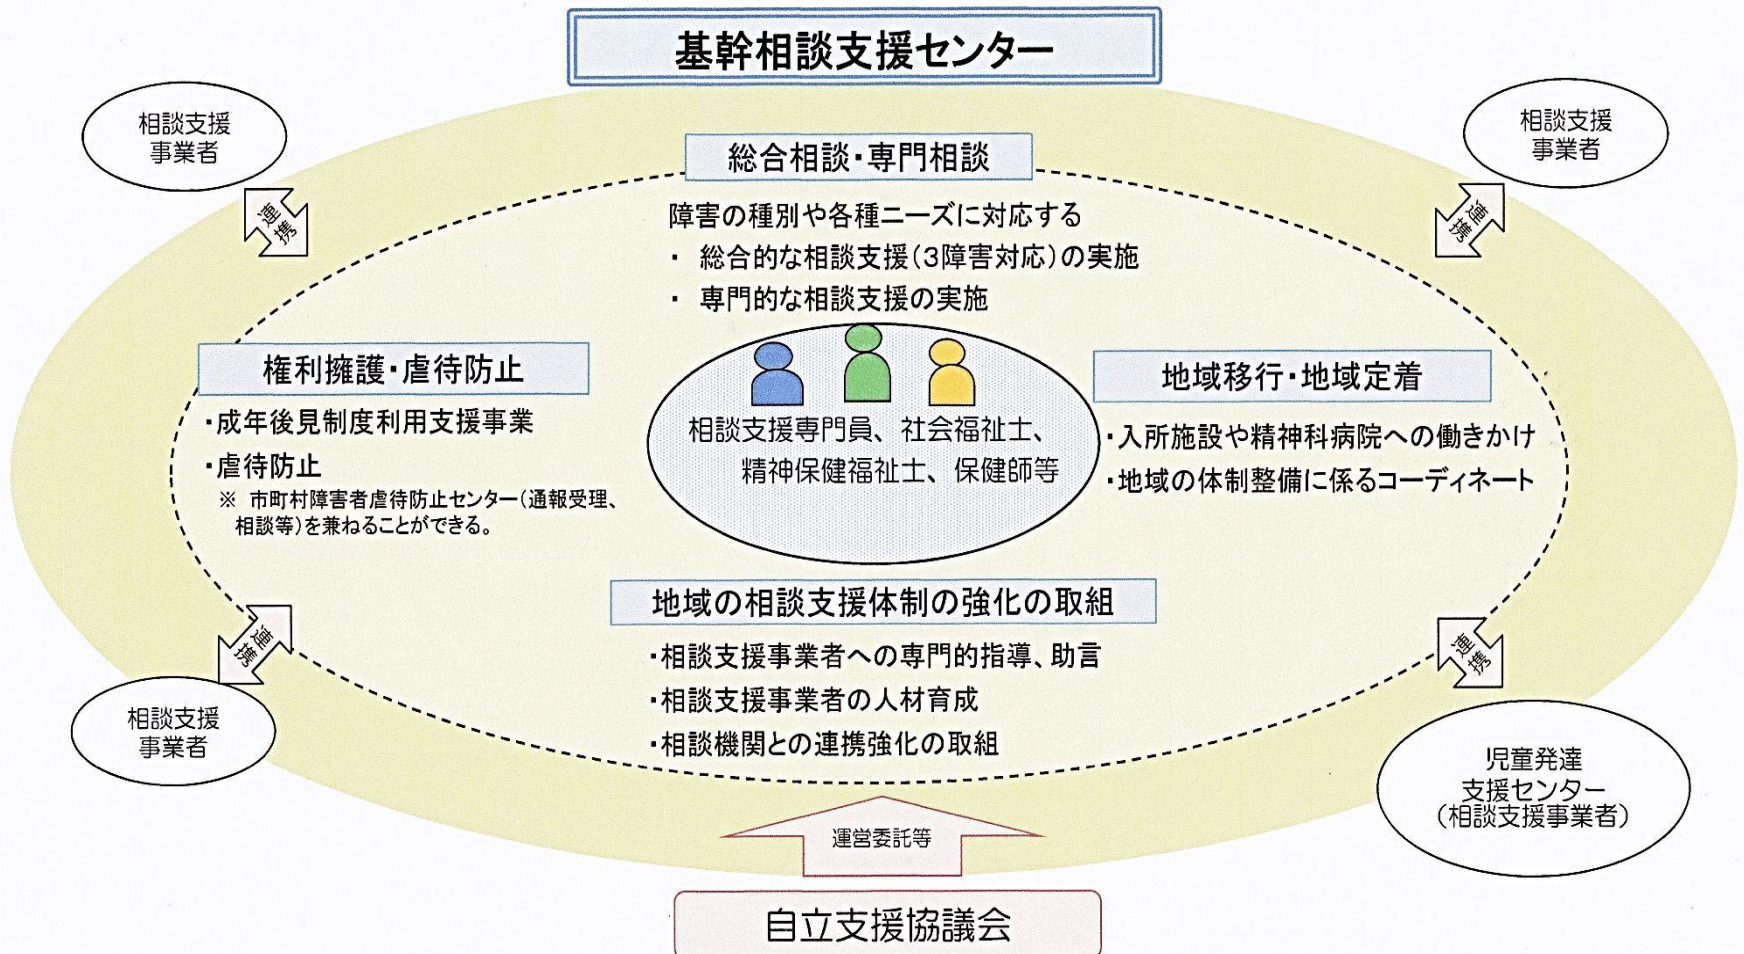 基幹相談支援センター
相談支援
事業者
相談支援
事業者
連携
連携
総合相談・専門相談
障害の種別や各種ニーズに対応する
・ 総合的な相談支援(3障害対応)の実施
・ 専門的な相談支援の実施
権利擁護・虐待防止
・成年後見制度利用支援事業
・虐待防止
※ 市町村障害者虐待防止センター(通報受理、
相談等)を兼ねることができる。
相談支援専門員、社会福祉士、
精神保健福祉士、保健師等
地域移行・地域定着
・入所施設や精神科病院への働きかけ
・地域の体制整備に係るコーディネート
地域の相談支援体制の強化の取組
・相談支援事業者への専門的指導、助言
・相談支援事業者の人材育成
・相談機関との連携強化の取組
連携
連携
相談支援
事業者
児童発達
支援センター
(相談支援事業者)
運営委託等
自立支援協議会